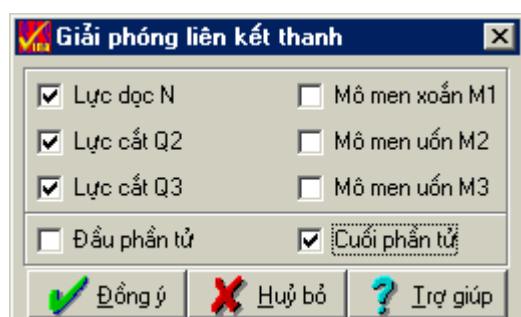 Giải phóng liên kết thanh
Lực dọc N Mô men xoắn M1
Lực cắt Q2 Mô men uốn M2
Lực cắt Q3 Mô men uốn M3
Đầu phần tử Cuối phần tử
Đồng ý Huỷ bỏ Trợ giúp